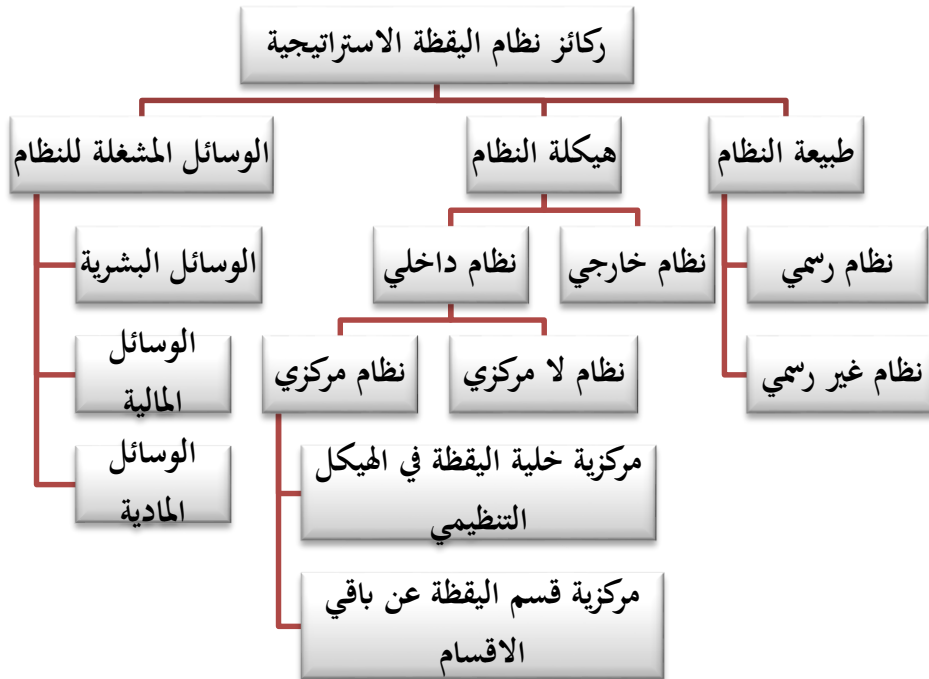 ركائز نظام اليقظة الاستراتيجية
طبيعة النظام
هيكلة النظام
الوسائل المشغلة للنظام
نظام رسمي
نظام غير رسمي
نظام خارجي
نظام داخلي
نظام لا مركزي
نظام مركزي
مركزية خلية اليقظة في الهيكل
التنظيمي
مركزية قسم اليقظة عن باقي
الاقسام
الوسائل البشرية
الوسائل
المالية
الوسائل
المادية